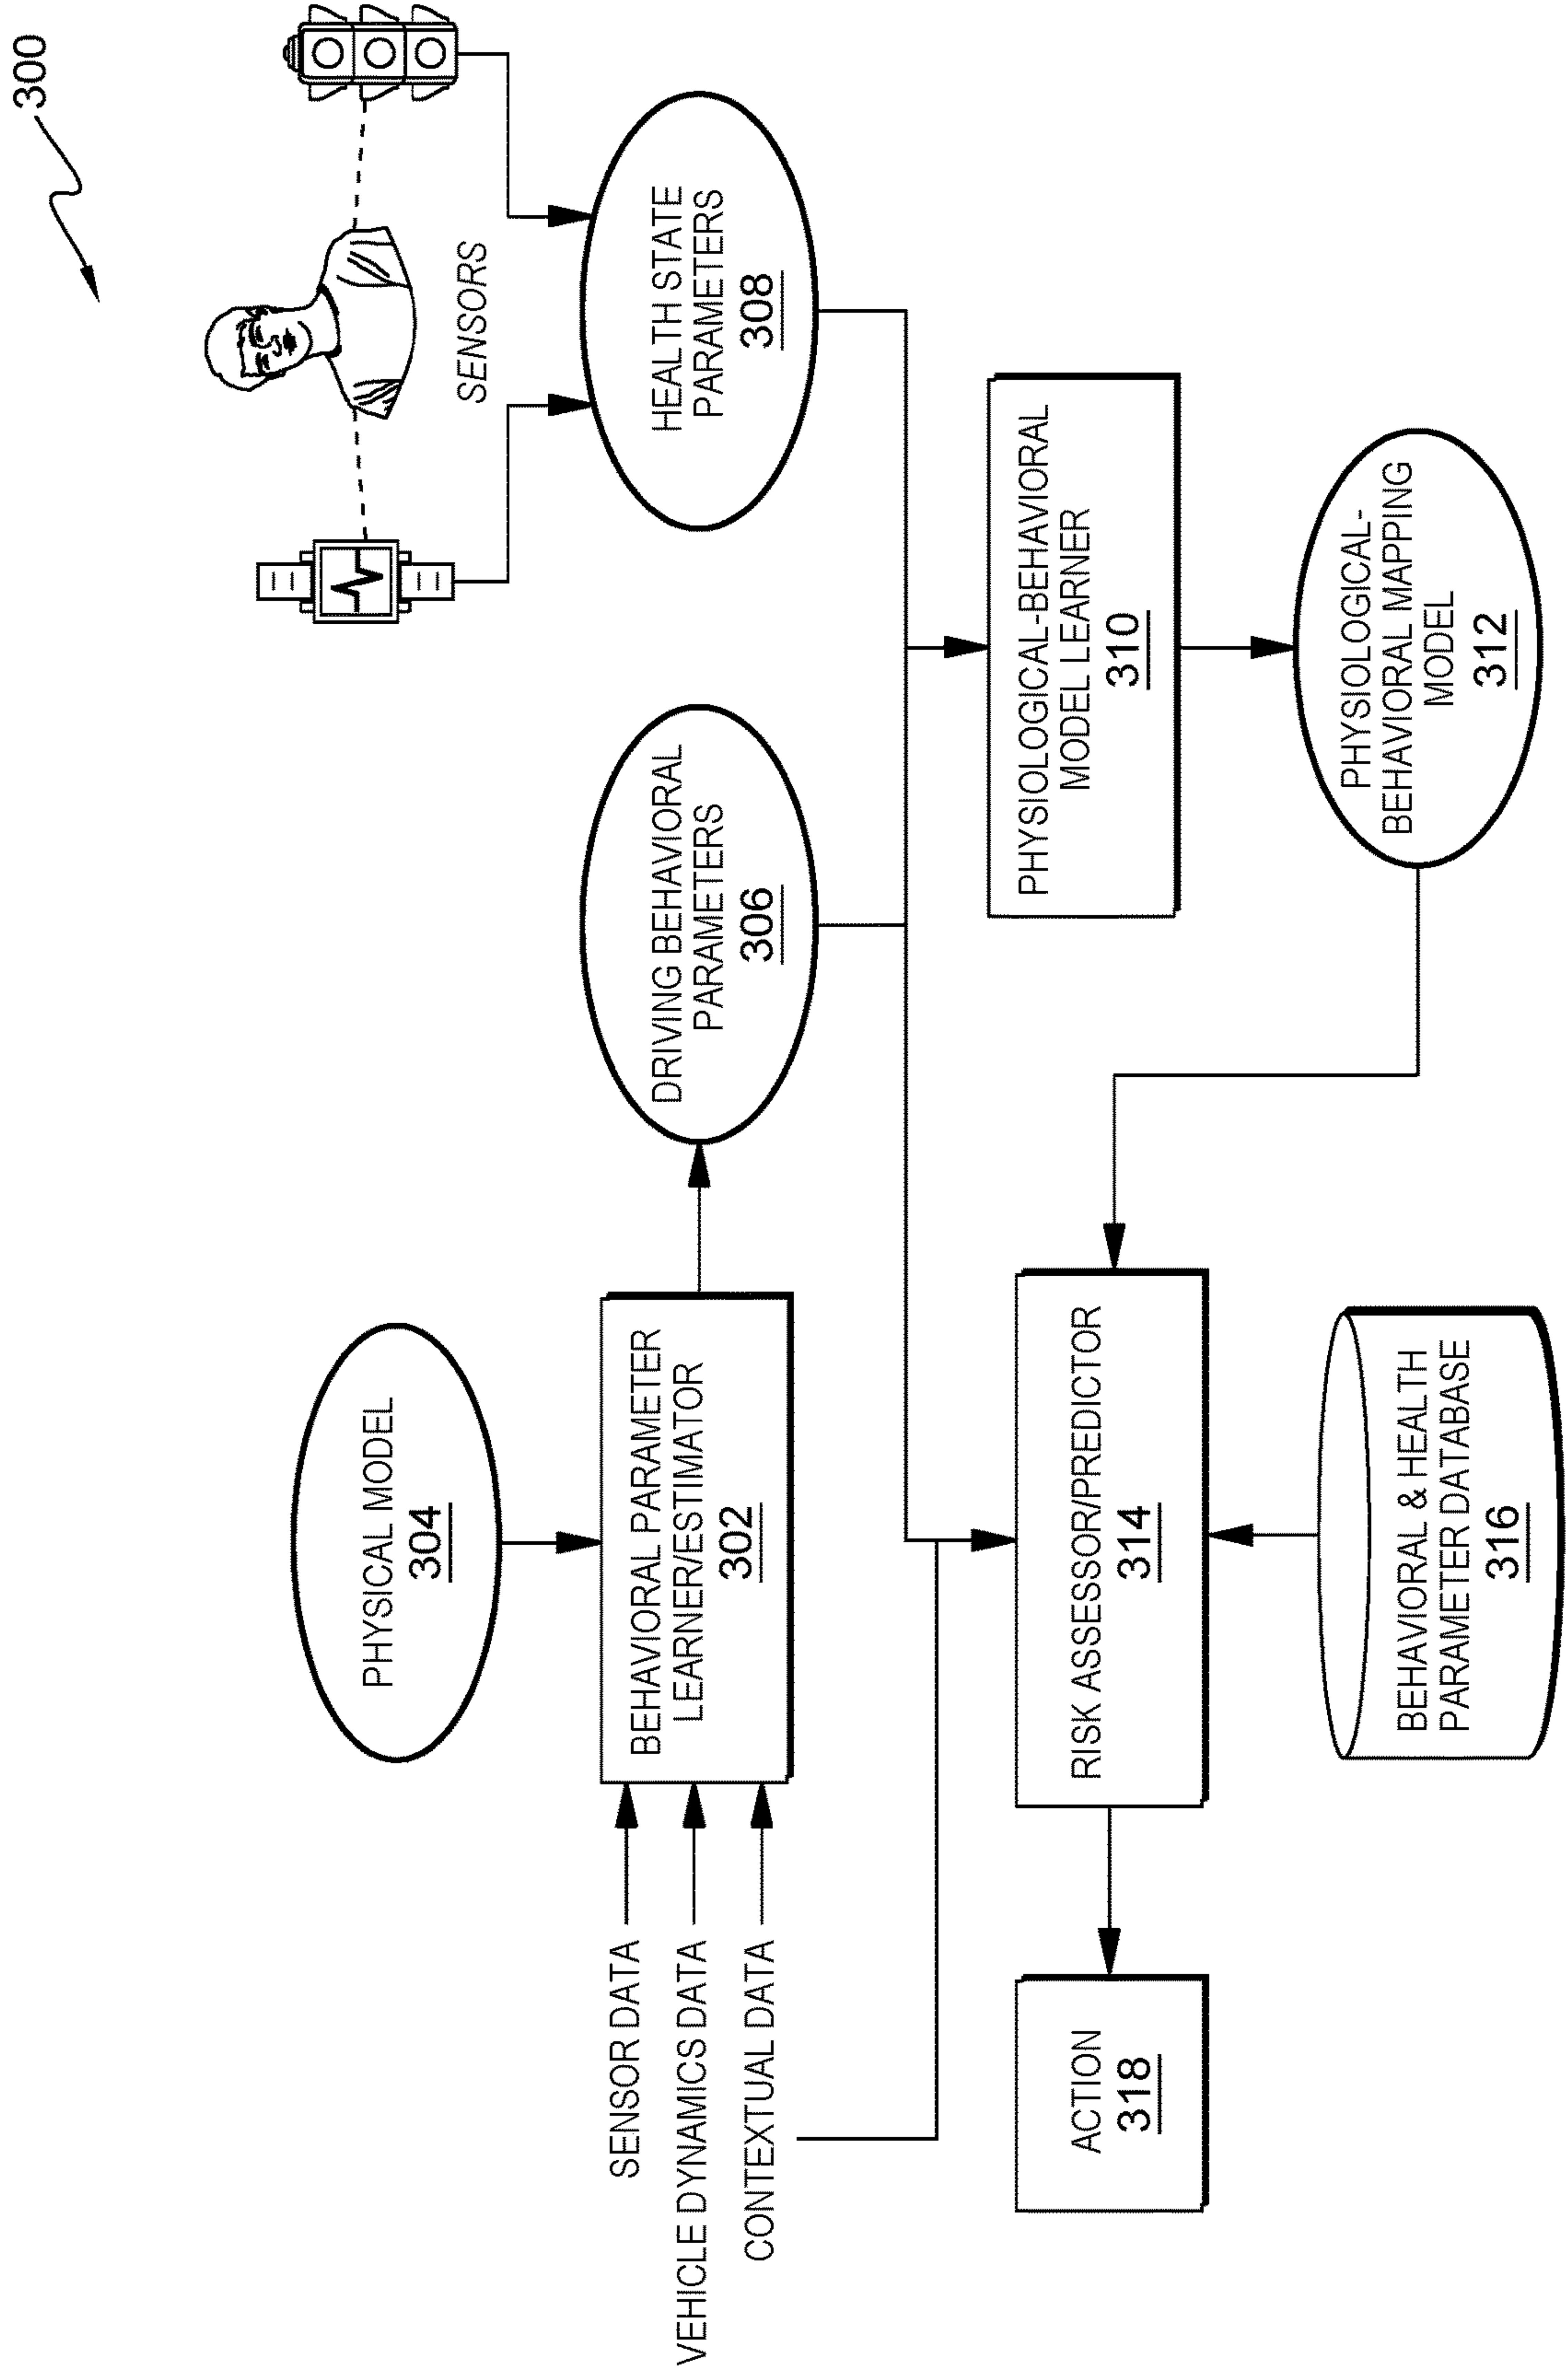 300
SENSORS
PHYSICAL MODEL
304
SENSOR DATA
VEHICLE DYNAMICS DATA
CONTEXTUAL DATA
BEHAVIORAL PARAMETER
LEARNER/ESTIMATOR
302
DRIVING BEHAVIORAL
PARAMETERS
306
HEALTH STATE
PARAMETERS
308
ACTION
318
RISK ASSESSOR/PREDICTOR
314
PHYSIOLOGICAL-BEHAVIORAL
MODEL LEARNER
310
BEHAVIORAL & HEALTH
PARAMETER DATABASE
316
PHYSIOLOGICAL-
BEHAVIORAL MAPPING
MODEL
312